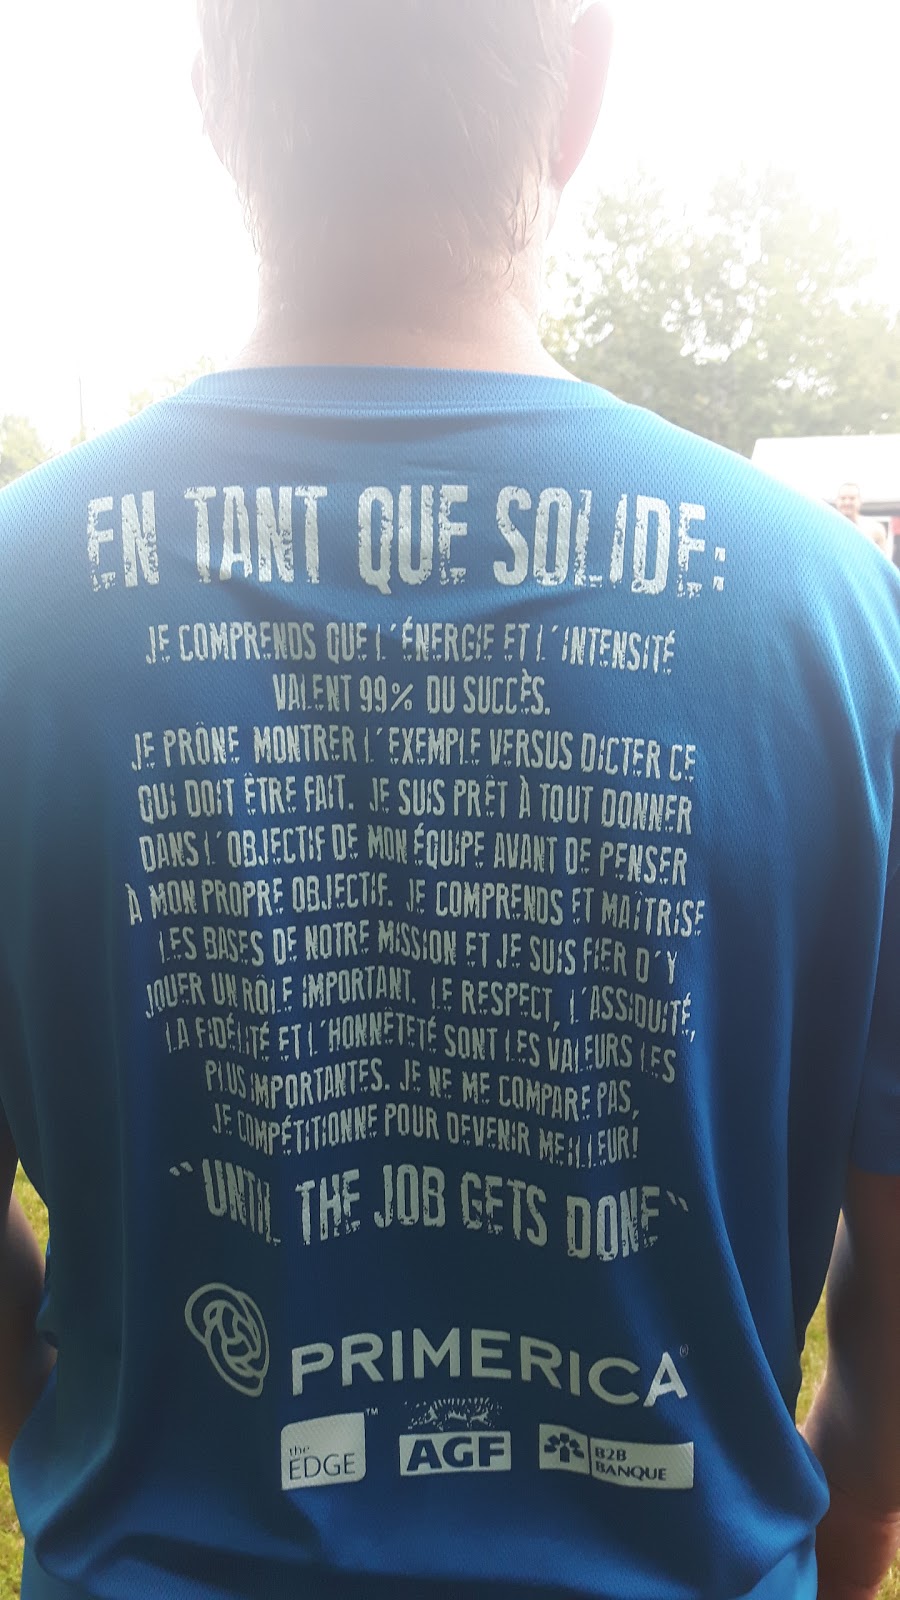 EN TANT QUE SOLIDE:
JE COMPRENDS QUE L'ÉNERGIE ET L'INTENSITÉ
VALENT 99% DU SUCCÈS.
JE PRÔNE MONTRER L'EXEMPLE VERSUS DICTER CE
QUI DOIT ÊTRE FAIT. JE SUIS PRÊT À TOUT DONNER
DANS L'OBJECTIF DE MON ÉQUIPE AVANT DE PENSER
À MON PROPRE OBJECTIF. JE COMPRENDS ET MAÎTRISE
LES BASES DE NOTRE MISSION ET JE SUIS FIER D'Y
JOUER UN RÔLE IMPORTANT. LE RESPECT, L'ASSIDUITÉ,
LA FIDÉLITÉ ET L'HONNÊTETÉ SONT LES VALEURS LES
PLUS IMPORTANTES. JE NE ME COMPARE PAS,
JE COMPÉTITIONNE POUR DEVENIR MEILLEUR!
"UNTIL THE JOB GETS DONE"
PRIMERICA®
the EDGE™
AGF
B2B BANQUE